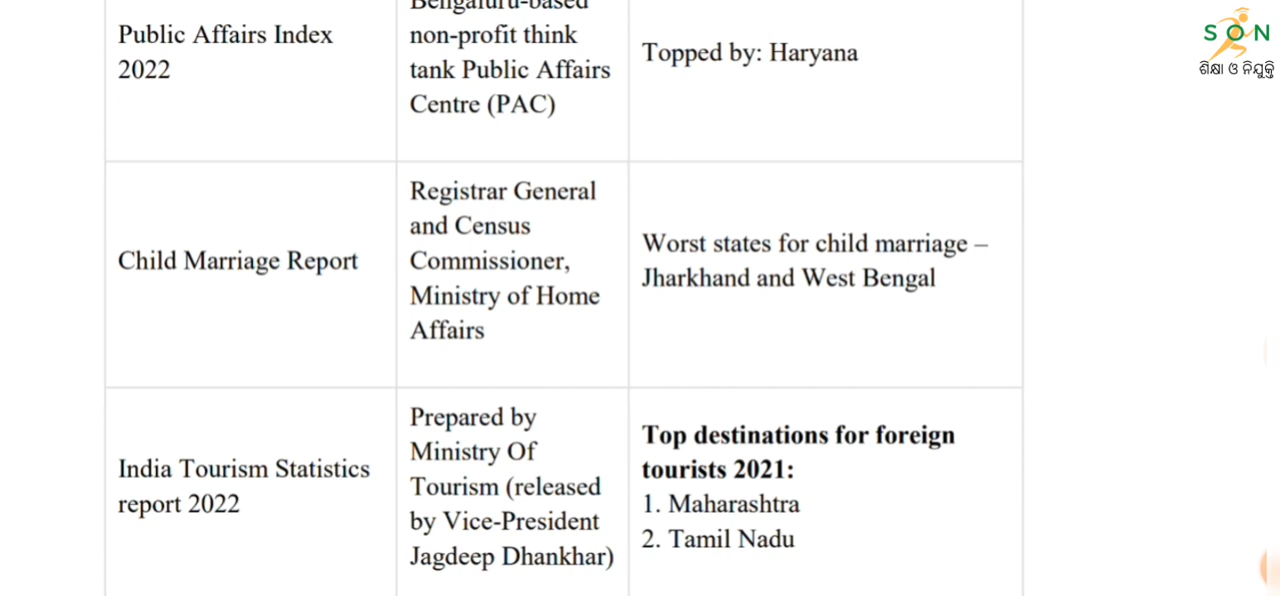 Bengaluru-based
Public Affairs Index
2022
non-profit think
tank Public Affairs
Centre (PAC)
Topped by: Haryana
SON
ଶିକ୍ଷା ଓ ନିଯୁକ୍ତି
Child Marriage Report
Registrar General
and Census
Commissioner,
Ministry of Home
Affairs
Worst states for child marriage –
Jharkhand and West Bengal
India Tourism Statistics
report 2022
Prepared by
Ministry Of
Tourism (released
by Vice-President
Jagdeep Dhankhar)
Top destinations for foreign
tourists 2021:
1. Maharashtra
2. Tamil Nadu